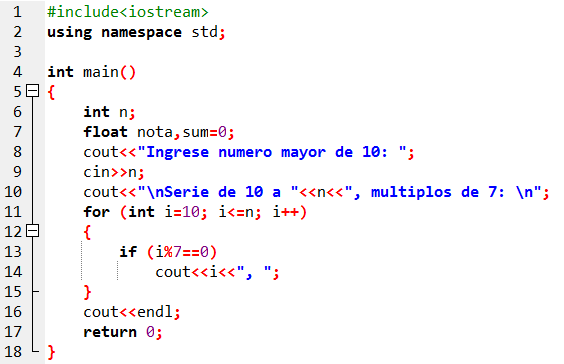 1 #include<iostream>
2 using namespace std;
3
4 int main()
5 {
6 int n;
7 float nota,sum=0;
8 cout<<"Ingrese numero mayor de 10: ";
9 cin>>n;
10 cout<<"\nSerie de 10 a "<<n<<", multiplos de 7: \n";
11 for (int i=10; i<=n; i++)
12 {
13 if (i%7==0)
14 cout<<i<<", ";
15 }
16 cout<<endl;
17 return 0;
18 }